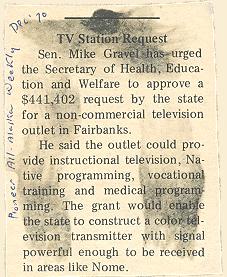 Pioneer All-Alaska Weekly Dec. 70
TV Station Request
Sen. Mike Gravel has urged
the Secretary of Health, Educa-
tion and Welfare to approve a
$441,402 request by the state
for a non-commercial television
outlet in Fairbanks.
He said the outlet could pro-
vide instructional television, Na-
tive programming, vocational
training and medical program-
ming. The grant would enable
the state to construct a color tel-
evision transmitter with signal
powerful enough to be received
in areas like Nome.